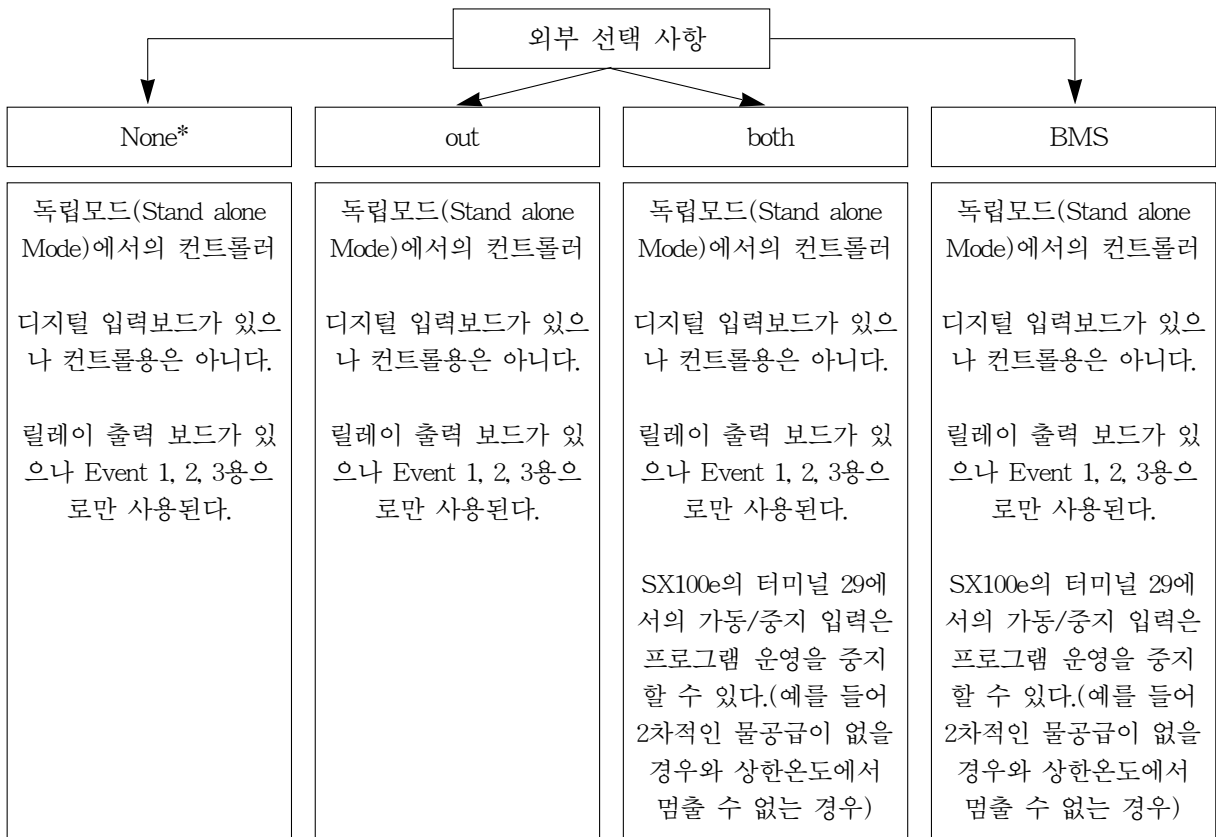 외부 선택 사항
None*
out
both
BMS
독립모드(Stand alone
Mode)에서의 컨트롤러
디지털 입력보드가 있으
나 컨트롤용은 아니다.
릴레이 출력 보드가 있
으나 Event 1, 2, 3용으
로만 사용된다.
독립모드(Stand alone
Mode)에서의 컨트롤러
디지털 입력보드가 있으
나 컨트롤용은 아니다.
릴레이 출력 보드가 있
으나 Event 1, 2, 3용으
로만 사용된다.
독립모드(Stand alone
Mode)에서의 컨트롤러
디지털 입력보드가 있으
나 컨트롤용은 아니다.
릴레이 출력 보드가 있
으나 Event 1, 2, 3용으
로만 사용된다.
SX100e의 터미널 29에
서의 가동/중지 입력은
프로그램 운영을 중지
할 수 있다.(예를 들어
2차적인 물공급이 없을
경우와 상한온도에서
멈출 수 없는 경우)
독립모드(Stand alone
Mode)에서의 컨트롤러
디지털 입력보드가 있으
나 컨트롤용은 아니다.
릴레이 출력 보드가 있
으나 Event 1, 2, 3용으
로만 사용된다.
SX100e의 터미널 29에
서의 가동/중지 입력은
프로그램 운영을 중지
할 수 있다.(예를 들어
2차적인 물공급이 없을
경우와 상한온도에서
멈출 수 없는 경우)